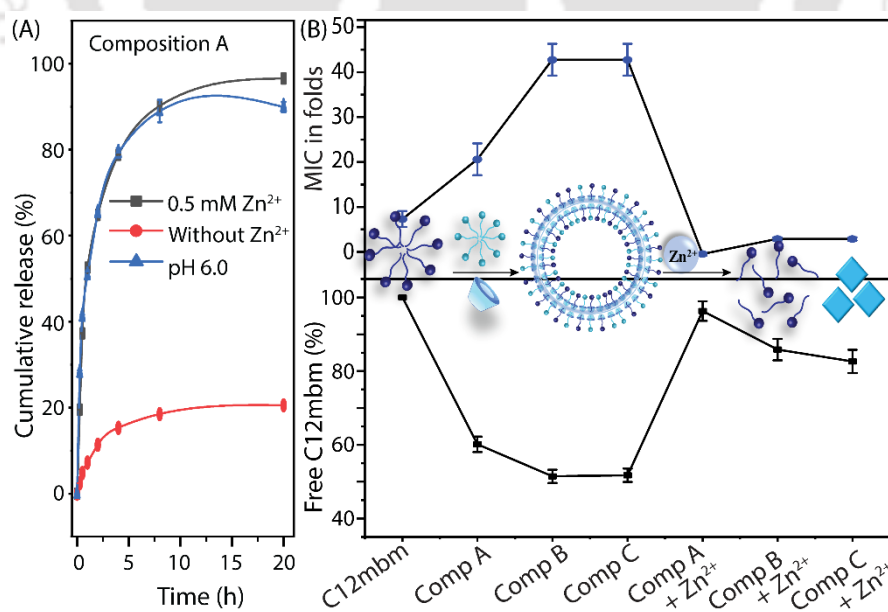 (A)
Composition A
100
80
60
40
20
0
Cumulative release (%)
0.5 mM Zn²⁺
Without Zn²⁺
pH 6.0
0 5 10 15 20
Time (h)
(B)
50
40
30
20
10
0
MIC in folds
Zn²⁺
100
80
60
40
Free C12mbm (%)
C12mbm
Comp A
Comp B
Comp C
Comp A
+ Zn²⁺
Comp B
+ Zn²⁺
Comp C
+ Zn²⁺